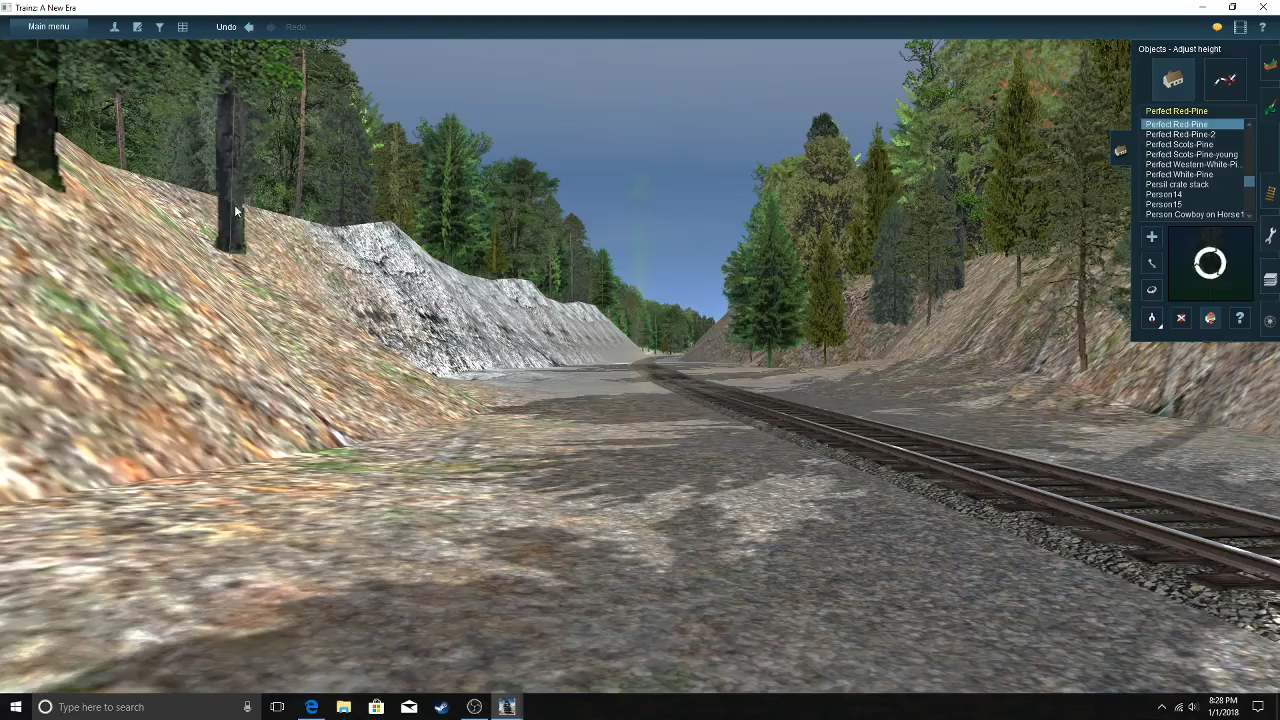 Trainz: A New Era
Main menu
Undo
Redo
?
Objects - Adjust height
Perfect Red-Pine
Perfect Red-Pine
Perfect Red-Pine-2
Perfect Scots-Pine
Perfect Scots-Pine-young
Perfect Western-White-Pi..
Perfect White-Pine
Persil crate stack
Person14
Person15
Person Cowboy on Horse1
?
Type here to search
8:28 PM
1/1/2018